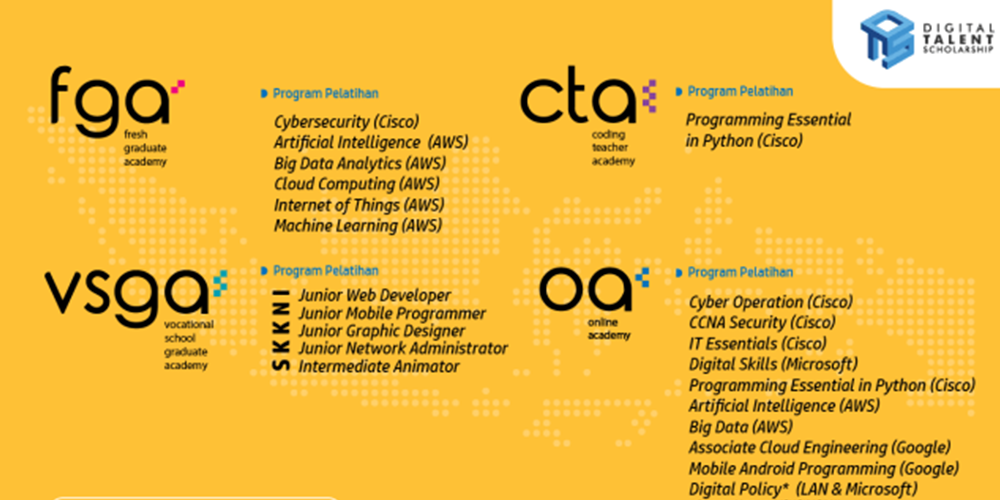 DIGITAL
TALENT
SCHOLARSHIP
fga
fresh
graduate
academy
Program Pelatihan
Cybersecurity (Cisco)
Artificial Intelligence (AWS)
Big Data Analytics (AWS)
Cloud Computing (AWS)
Internet of Things (AWS)
Machine Learning (AWS)
cta
coding
teacher
academy
Program Pelatihan
Programming Essential
in Python (Cisco)
vsga
vocational
school
graduate
academy
Program Pelatihan
SKKNI
Junior Web Developer
Junior Mobile Programmer
Junior Graphic Designer
Junior Network Administrator
Intermediate Animator
oa
online
academy
Program Pelatihan
Cyber Operation (Cisco)
CCNA Security (Cisco)
IT Essentials (Cisco)
Digital Skills (Microsoft)
Programming Essential in Python (Cisco)
Artificial Intelligence (AWS)
Big Data (AWS)
Associate Cloud Engineering (Google)
Mobile Android Programming (Google)
Digital Policy* (LAN & Microsoft)